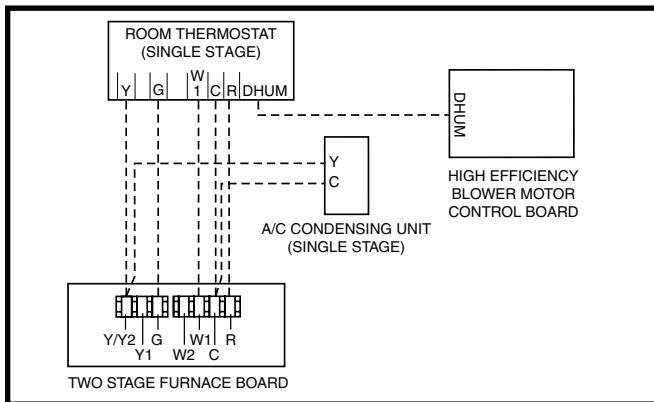 ROOM THERMOSTAT
(SINGLE STAGE)
Y G W1 C R DHUM
DHUM
HIGH EFFICIENCY
BLOWER MOTOR
CONTROL BOARD
Y
C
A/C CONDENSING UNIT
(SINGLE STAGE)
Y/Y2 G W1 R
Y1 W2 C
TWO STAGE FURNACE BOARD